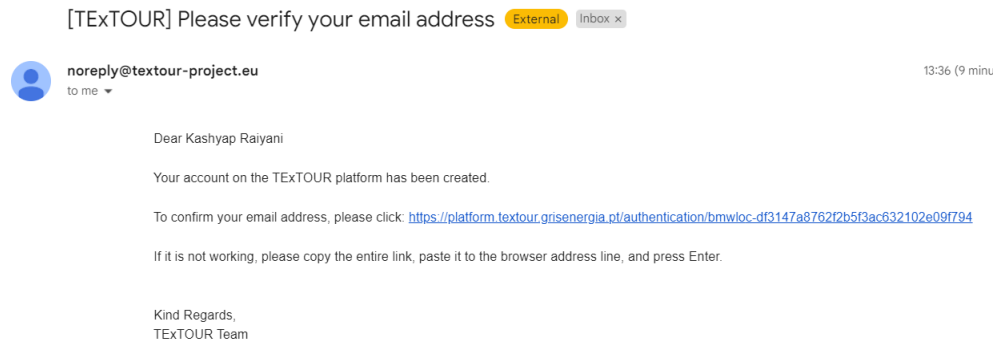 [TExTOUR] Please verify your email address External Inbox ×
noreply@textour-project.eu 13:36 (9 minu
to me
Dear Kashyap Raiyani
Your account on the TExTOUR platform has been created.
To confirm your email address, please click: https://platform.textour.grisenergia.pt/authentication/bmwloc-df3147a8762f2b5f3ac632102e09f794
If it is not working, please copy the entire link, paste it to the browser address line, and press Enter.
Kind Regards,
TExTOUR Team